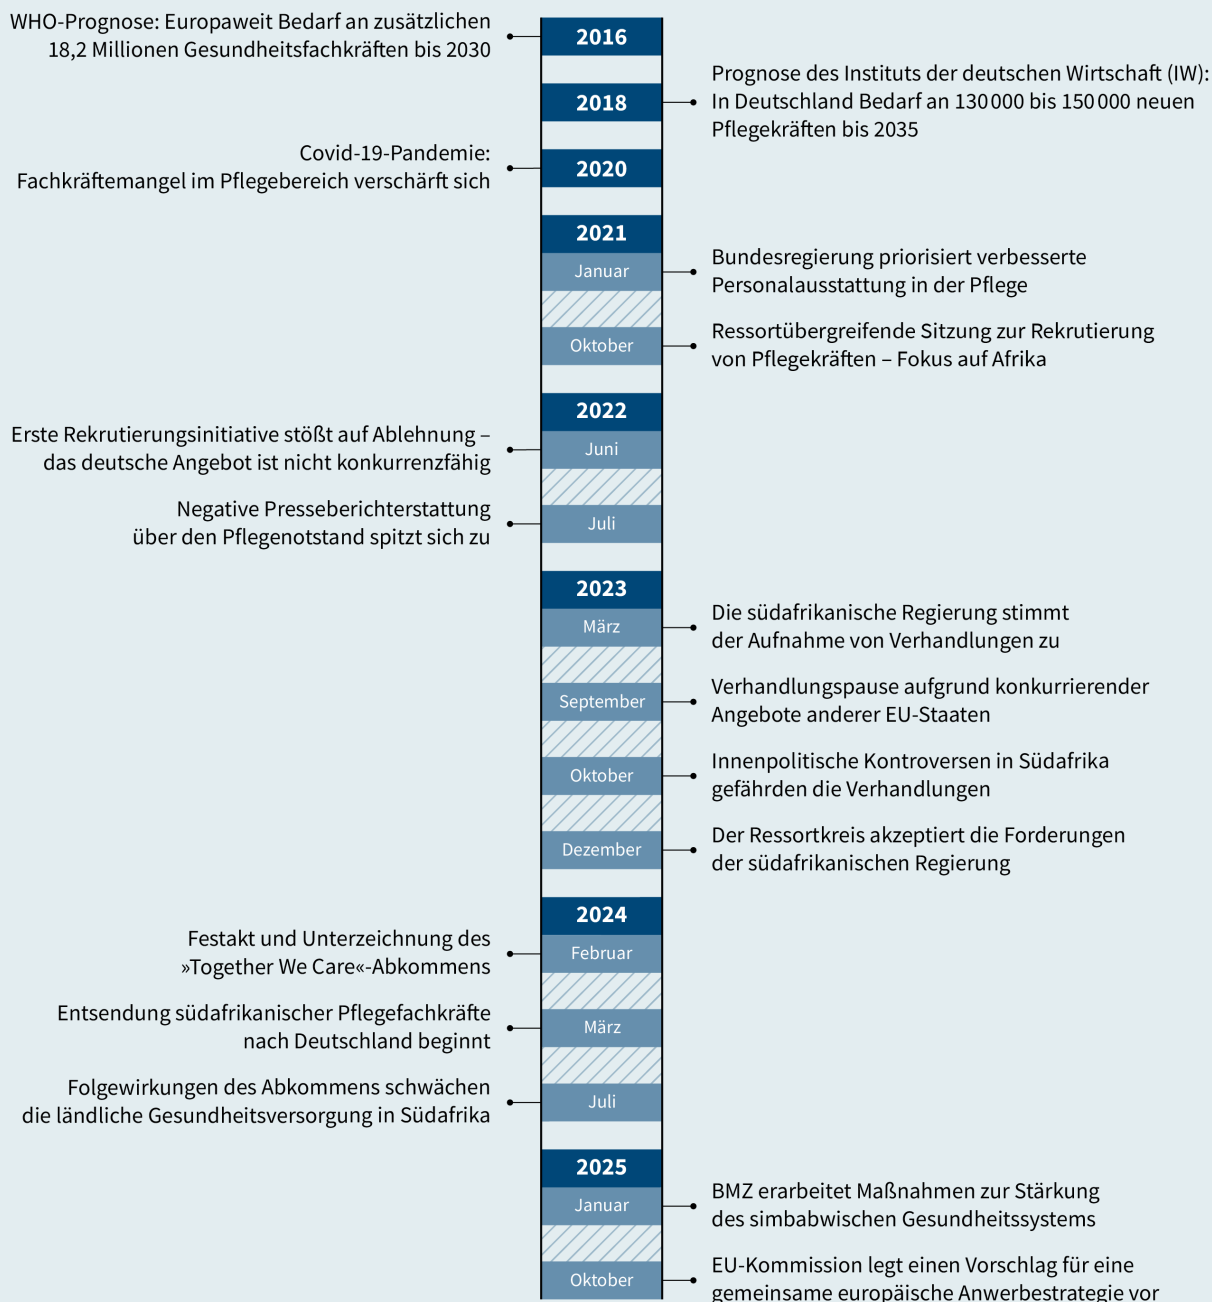 WHO-Prognose: Europaweit Bedarf an zusätzlichen
18,2 Millionen Gesundheitsfachkräften bis 2030
2016
2018
Prognose des Instituts der deutschen Wirtschaft (IW):
In Deutschland Bedarf an 130 000 bis 150 000 neuen
Pflegekräften bis 2035
Covid-19-Pandemie:
Fachkräftemangel im Pflegebereich verschärft sich
2020
2021
Januar
Bundesregierung priorisiert verbesserte
Personalausstattung in der Pflege
Oktober
Ressortübergreifende Sitzung zur Rekrutierung
von Pflegekräften – Fokus auf Afrika
2022
Erste Rekrutierungsinitiative stößt auf Ablehnung –
das deutsche Angebot ist nicht konkurrenzfähig
Juni
Negative Presseberichterstattung
über den Pflegenotstand spitzt sich zu
Juli
2023
März
Die südafrikanische Regierung stimmt
der Aufnahme von Verhandlungen zu
September
Verhandlungspause aufgrund konkurrierender
Angebote anderer EU-Staaten
Oktober
Innenpolitische Kontroversen in Südafrika
gefährden die Verhandlungen
Dezember
Der Ressortkreis akzeptiert die Forderungen
der südafrikanischen Regierung
2024
Festakt und Unterzeichnung des
»Together We Care«-Abkommens
Februar
Entsendung südafrikanischer Pflegefachkräfte
nach Deutschland beginnt
März
Folgewirkungen des Abkommens schwächen
die ländliche Gesundheitsversorgung in Südafrika
Juli
2025
Januar
BMZ erarbeitet Maßnahmen zur Stärkung
des simbabwischen Gesundheitssystems
Oktober
EU-Kommission legt einen Vorschlag für eine
gemeinsame europäische Anwerbestrategie vor